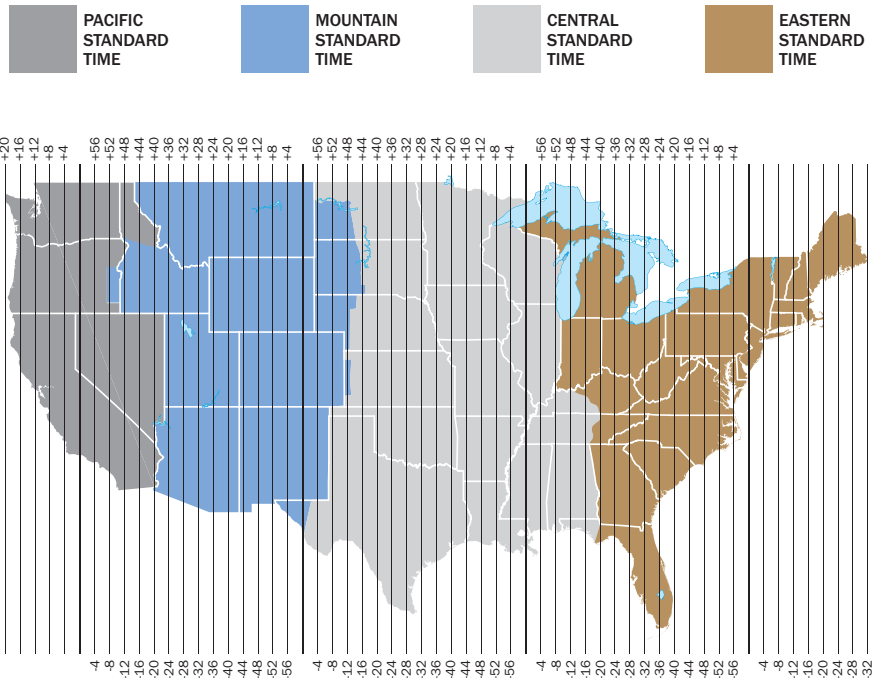 PACIFIC
STANDARD
TIME
MOUNTAIN
STANDARD
TIME
CENTRAL
STANDARD
TIME
EASTERN
STANDARD
TIME
+20 +16 +12 +8 +4 +56 +52 +48 +44 +40 +36 +32 +28 +24 +20 +16 +12 +8 +4 +56 +52 +48 +44 +40 +36 +32 +28 +24 +20 +16 +12 +8 +4 +56 +52 +48 +44 +40 +36 +32 +28 +24 +20 +16 +12 +8 +4
-4 -8 -12 -16 -20 -24 -28 -32 -36 -40 -44 -48 -52 -56 -4 -8 -12 -16 -20 -24 -28 -32 -36 -40 -44 -48 -52 -56 -4 -8 -12 -16 -20 -24 -28 -32 -36 -40 -44 -48 -52 -56 -4 -8 -12 -16 -20 -24 -28 -32